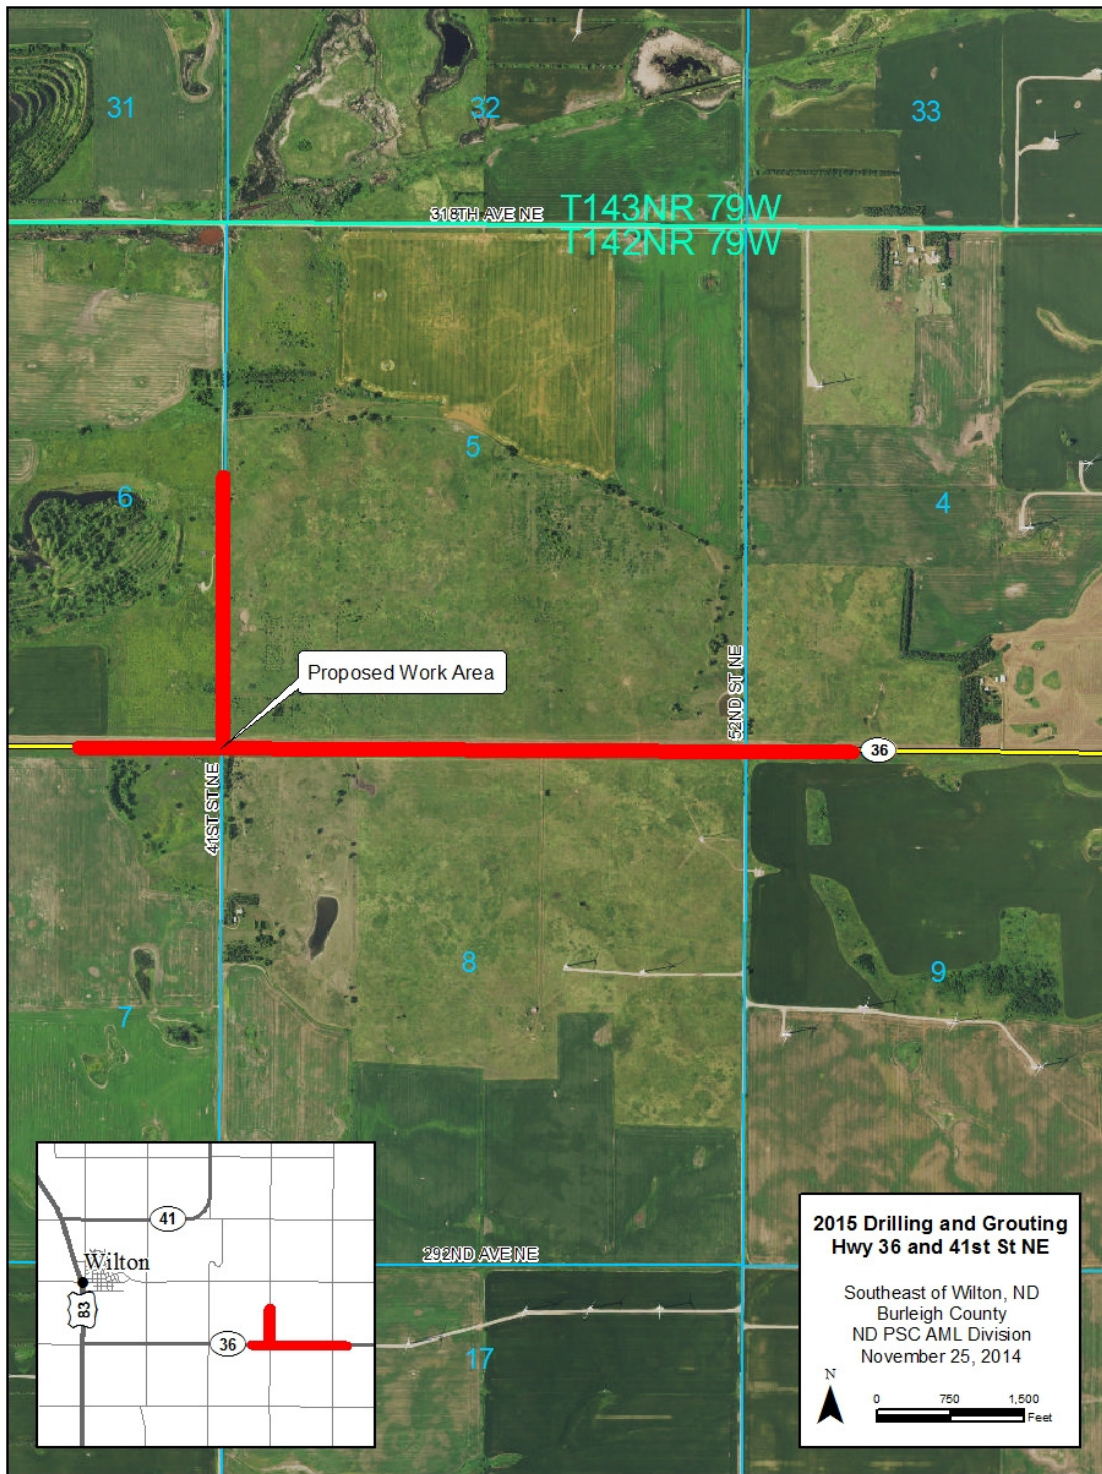 31
32
33
318TH AVE NE
T143NR 79W
T142NR 79W
5
6
4
Proposed Work Area
52ND ST NE
36
41ST ST NE
8
9
7
41
Wilton
83
36
292ND AVE NE
17
2015 Drilling and Grouting
Hwy 36 and 41st St NE
Southeast of Wilton, ND
Burleigh County
ND PSC AML Division
November 25, 2014
N
0 750 1,500
Feet